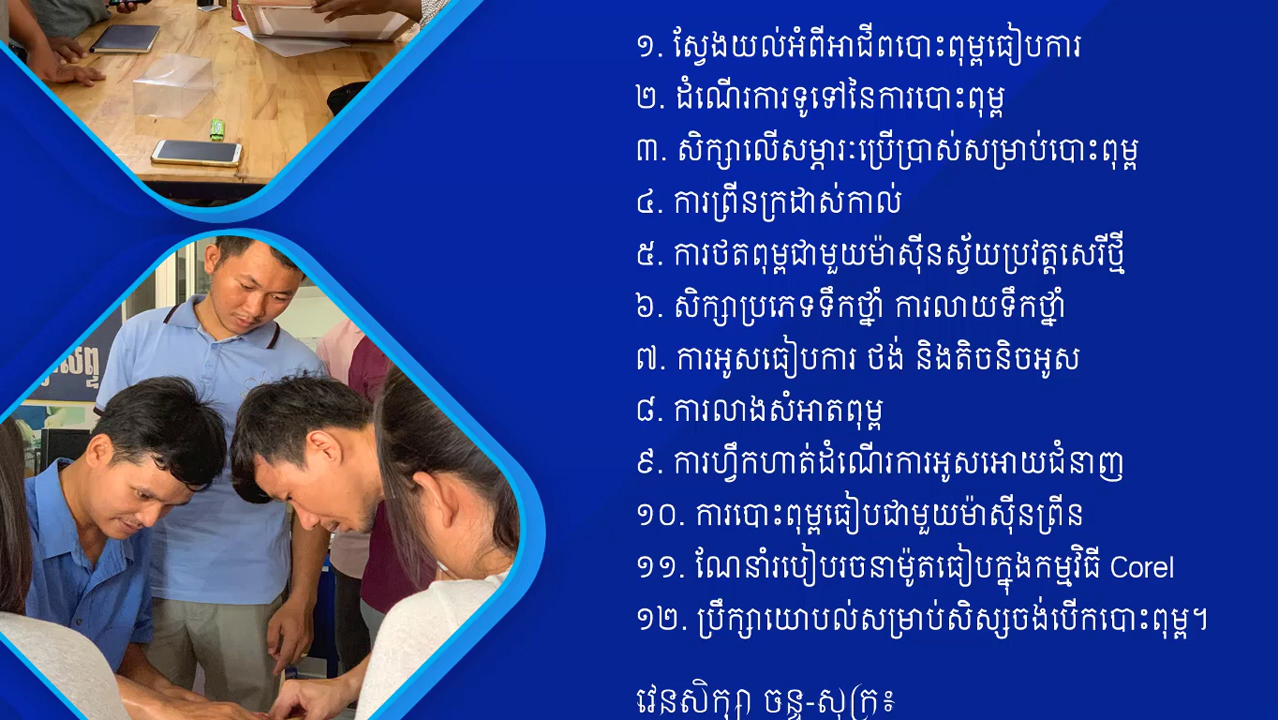 ១. ស្វែងយល់អំពីអាជីពបោះពុម្ពធៀបការ
២. ដំណើរការទូទៅនៃការបោះពុម្ព
៣. សិក្សាលើសម្ភារៈប្រើប្រាស់សម្រាប់បោះពុម្ព
៤. ការព្រីនក្រដាស់កាល់
៥. ការថតពុម្ពជាមួយម៉ាស៊ីនស្វ័យប្រវត្តសេរីថ្មី
៦. សិក្សាប្រភេទទឹកថ្នាំ ការលាយទឹកថ្នាំ
៧. ការអូសធៀបការ ថង់ និងតិចនិចអូស
៨. ការលាងសំអាតពុម្ព
៩. ការហ្វឹកហាត់ដំណើរការអូសអោយជំនាញ
១០. ការបោះពុម្ពធៀបជាមួយម៉ាស៊ីនព្រីន
១១. ណែនាំរបៀបរចនាម៉ូតធៀបក្នុងកម្មវិធី Corel
១២. ប្រឹក្សាយោបល់សម្រាប់សិស្សចង់បើកបោះពុម្ព។
វេនសិក្សា ចន្ទ-សុក្រ៖